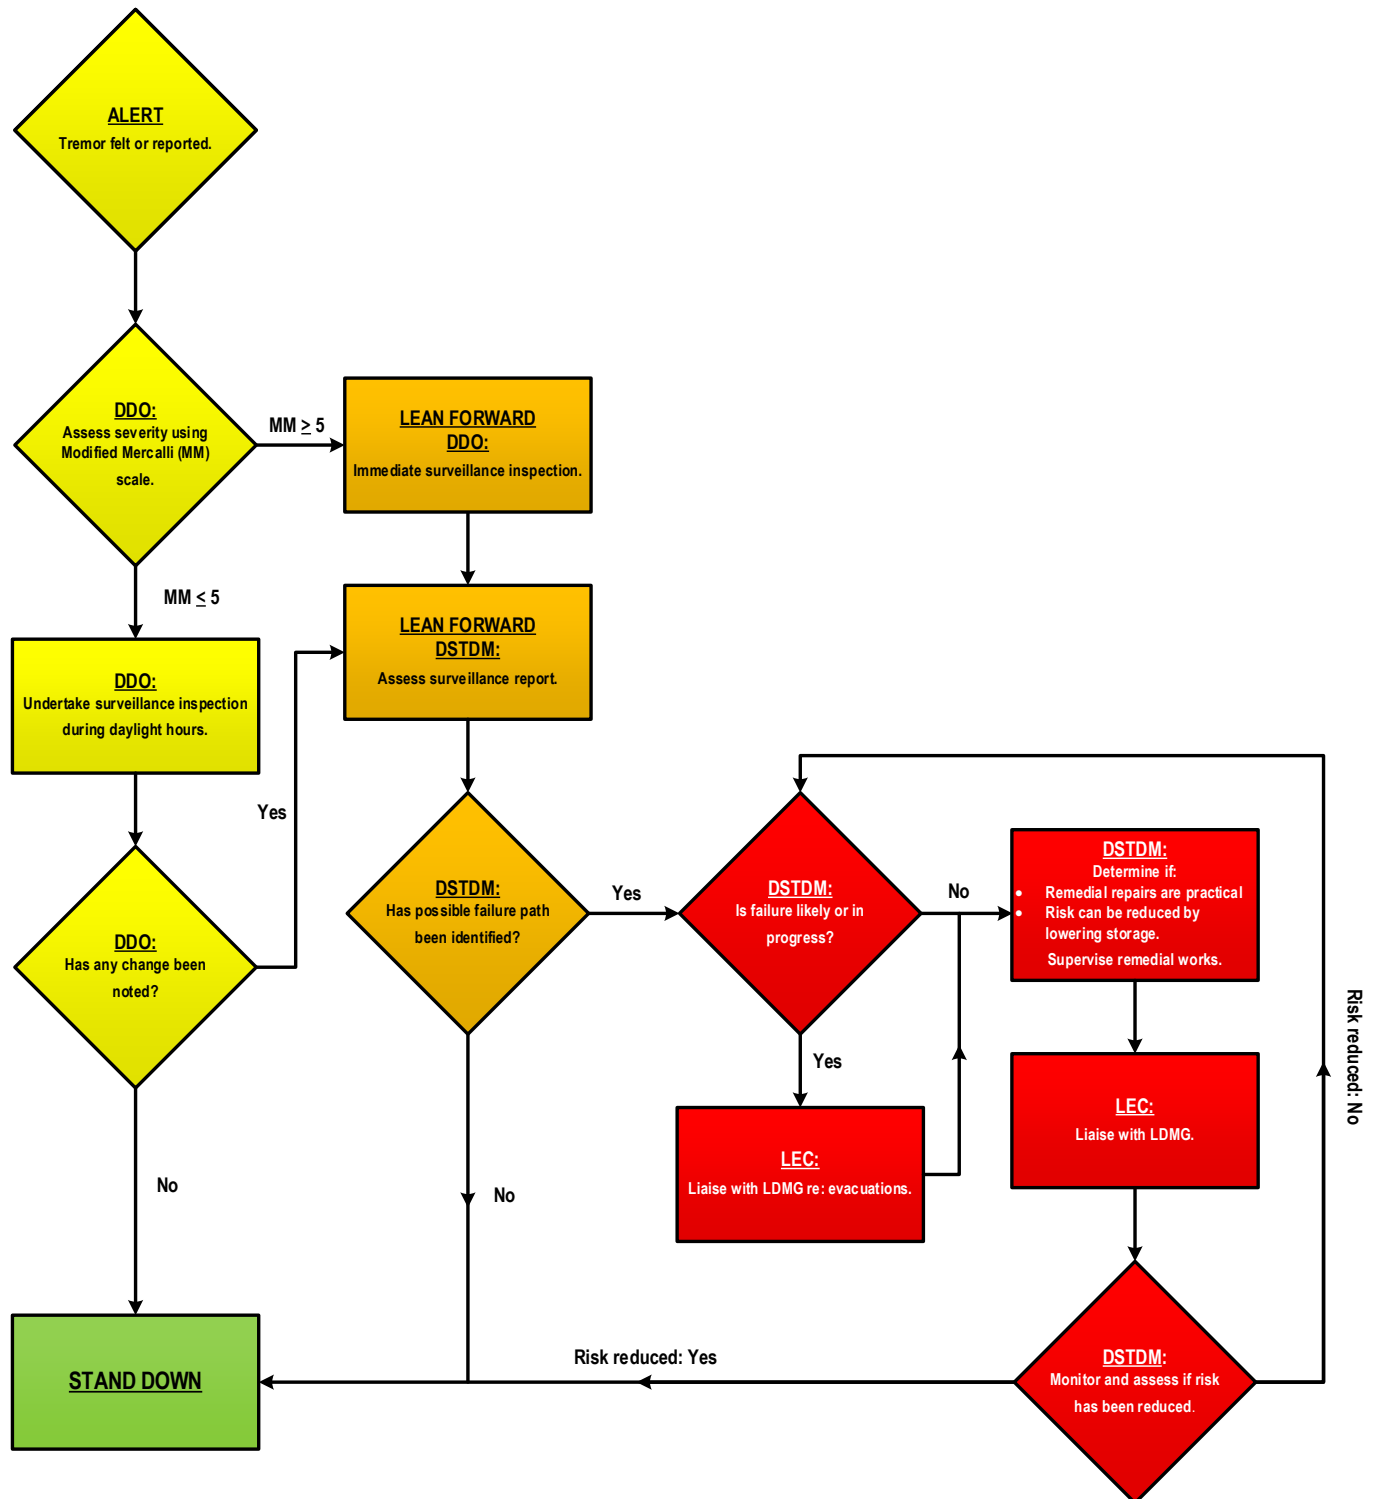 ALERT
Tremor felt or reported.
DDO:
Assess severity using
Modified Mercalli (MM)
scale.
MM ≥ 5
LEAN FORWARD
DDO:
Immediate surveillance inspection.
MM ≤ 5
LEAN FORWARD
DSTDM:
Assess surveillance report.
DDO:
Undertake surveillance inspection
during daylight hours.
Yes
DDO:
Has any change been
noted?
No
DSTDM:
Has possible failure path
been identified?
Yes
No
DSTDM:
Is failure likely or in
progress?
No
Yes
DSTDM:
Determine if:
• Remedial repairs are practical
• Risk can be reduced by
lowering storage.
Supervise remedial works.
LEC:
Liaise with LDMG re: evacuations.
LEC:
Liaise with LDMG.
Risk reduced: No
DSTDM:
Monitor and assess if risk
has been reduced.
Risk reduced: Yes
STAND DOWN